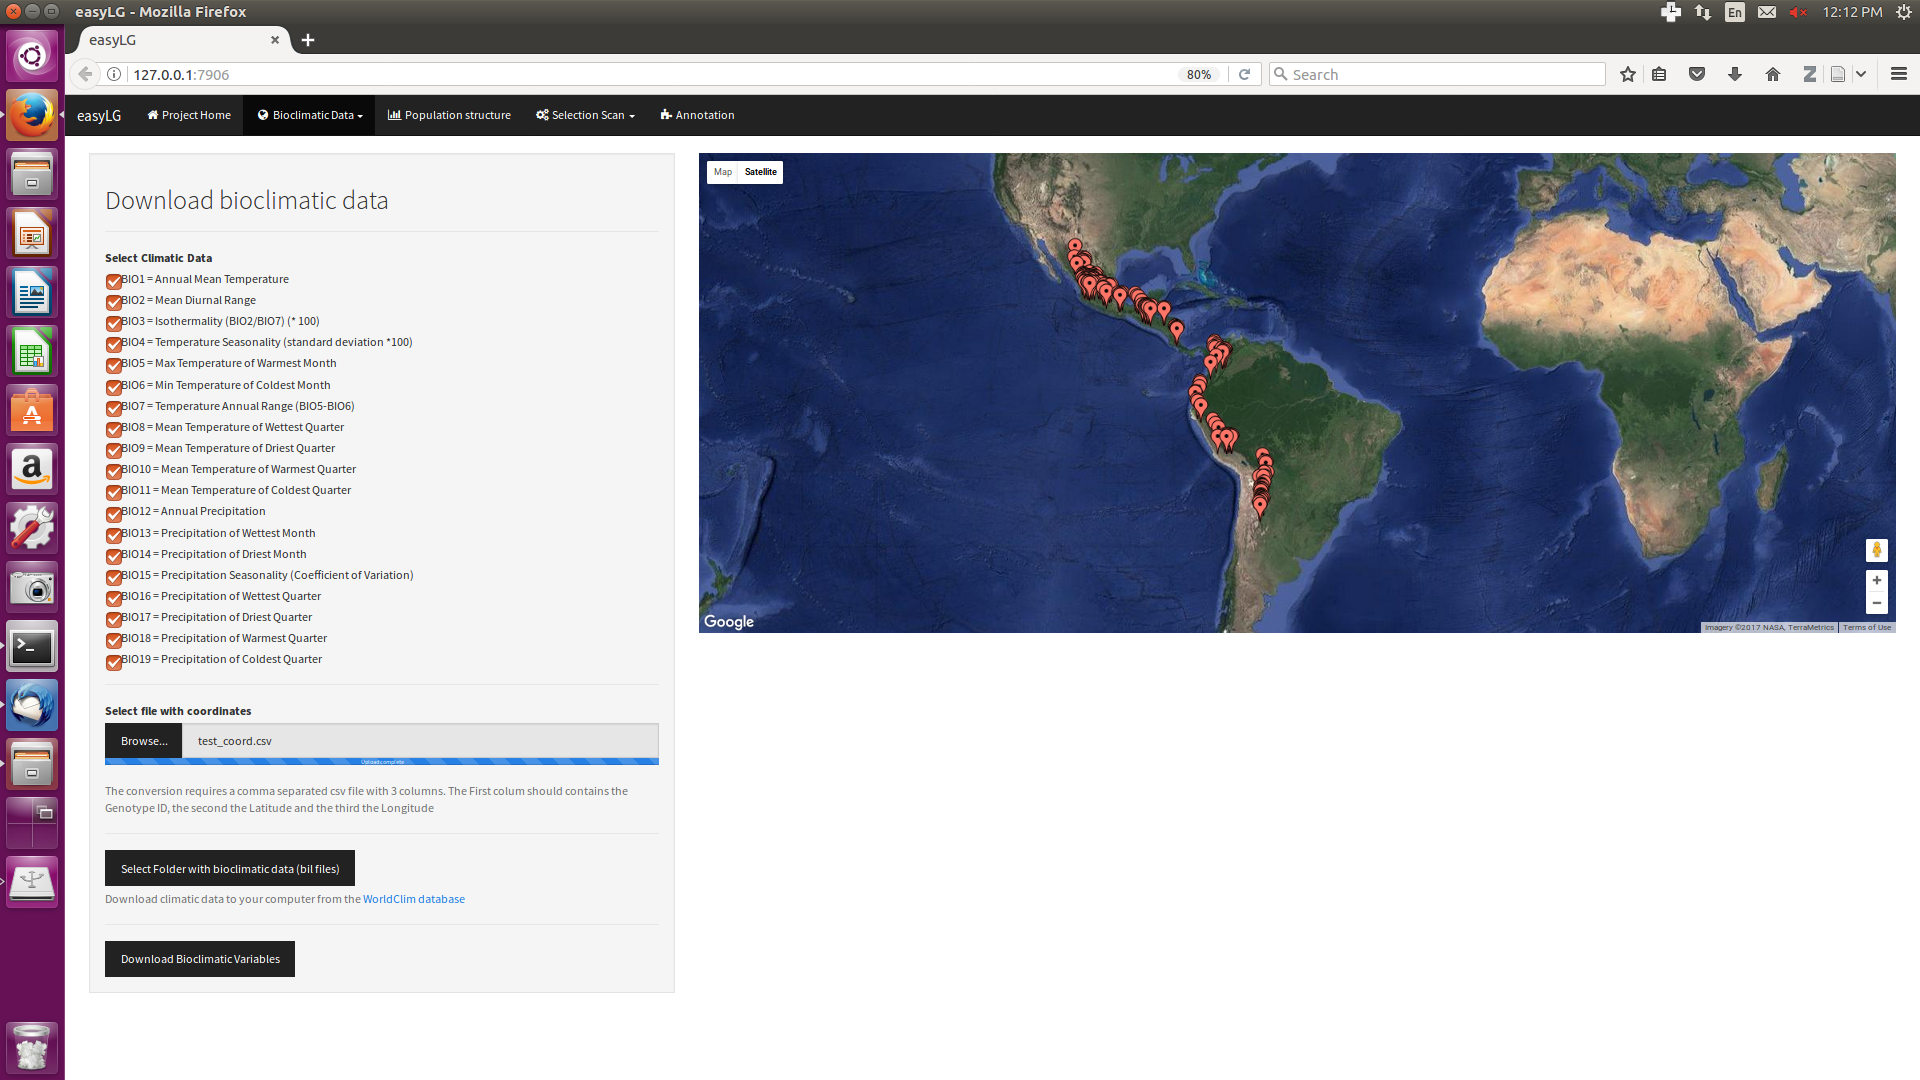 easyLG - Mozilla Firefox
En
12:12 PM
easyLG
127.0.0.1:7906
80%
Search
easyLG
Project Home
Bioclimatic Data
Population structure
Selection Scan
Annotation
Download bioclimatic data
Select Climatic Data
BIO1 = Annual Mean Temperature
BIO2 = Mean Diurnal Range
BIO3 = Isothermality (BIO2/BIO7) (* 100)
BIO4 = Temperature Seasonality (standard deviation *100)
BIO5 = Max Temperature of Warmest Month
BIO6 = Min Temperature of Coldest Month
BIO7 = Temperature Annual Range (BIO5-BIO6)
BIO8 = Mean Temperature of Wettest Quarter
BIO9 = Mean Temperature of Driest Quarter
BIO10 = Mean Temperature of Warmest Quarter
BIO11 = Mean Temperature of Coldest Quarter
BIO12 = Annual Precipitation
BIO13 = Precipitation of Wettest Month
BIO14 = Precipitation of Driest Month
BIO15 = Precipitation Seasonality (Coefficient of Variation)
BIO16 = Precipitation of Wettest Quarter
BIO17 = Precipitation of Driest Quarter
BIO18 = Precipitation of Warmest Quarter
BIO19 = Precipitation of Coldest Quarter
Select file with coordinates
Browse...
test_coord.csv
Upload complete
The conversion requires a comma separated csv file with 3 columns. The First colum should contains the
Genotype ID, the second the Latitude and the third the Longitude
Select Folder with bioclimatic data (bil files)
Download climatic data to your computer from the WorldClim database
Download Bioclimatic Variables
Map
Satellite
+
−
Google
Imagery ©2017 NASA, TerraMetrics
Terms of Use